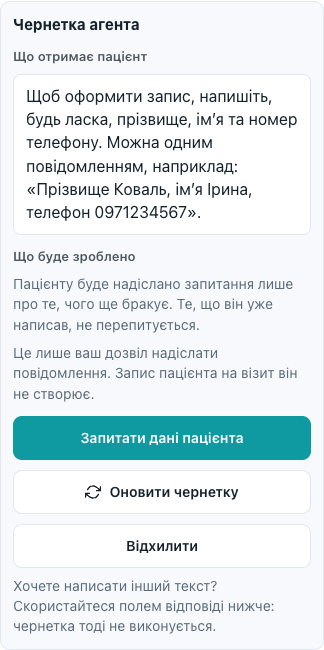 Чернетка агента
Що отримає пацієнт
Щоб оформити запис, напишіть,
будь ласка, прізвище, ім’я та номер
телефону. Можна одним
повідомленням, наприклад:
«Прізвище Коваль, ім’я Ірина,
телефон 0971234567».
Що буде зроблено
Пацієнту буде надіслано запитання лише
про те, чого ще бракує. Те, що він уже
написав, не перепитується.
Це лише ваш дозвіл надіслати
повідомлення. Запис пацієнта на візит він
не створює.
Запитати дані пацієнта
Оновити чернетку
Відхилити
Хочете написати інший текст?
Скористайтеся полем відповіді нижче:
чернетка тоді не виконується.